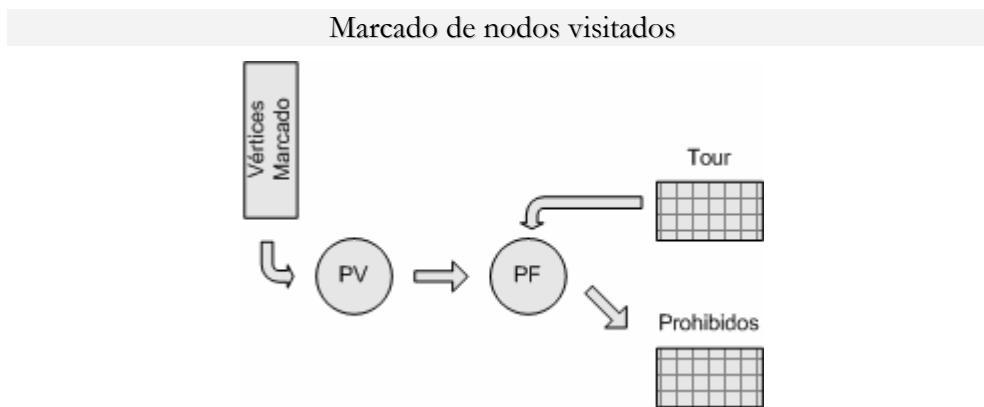 Marcado de nodos visitados
Vértices
Marcado
Tour
PV
PF
Prohibidos